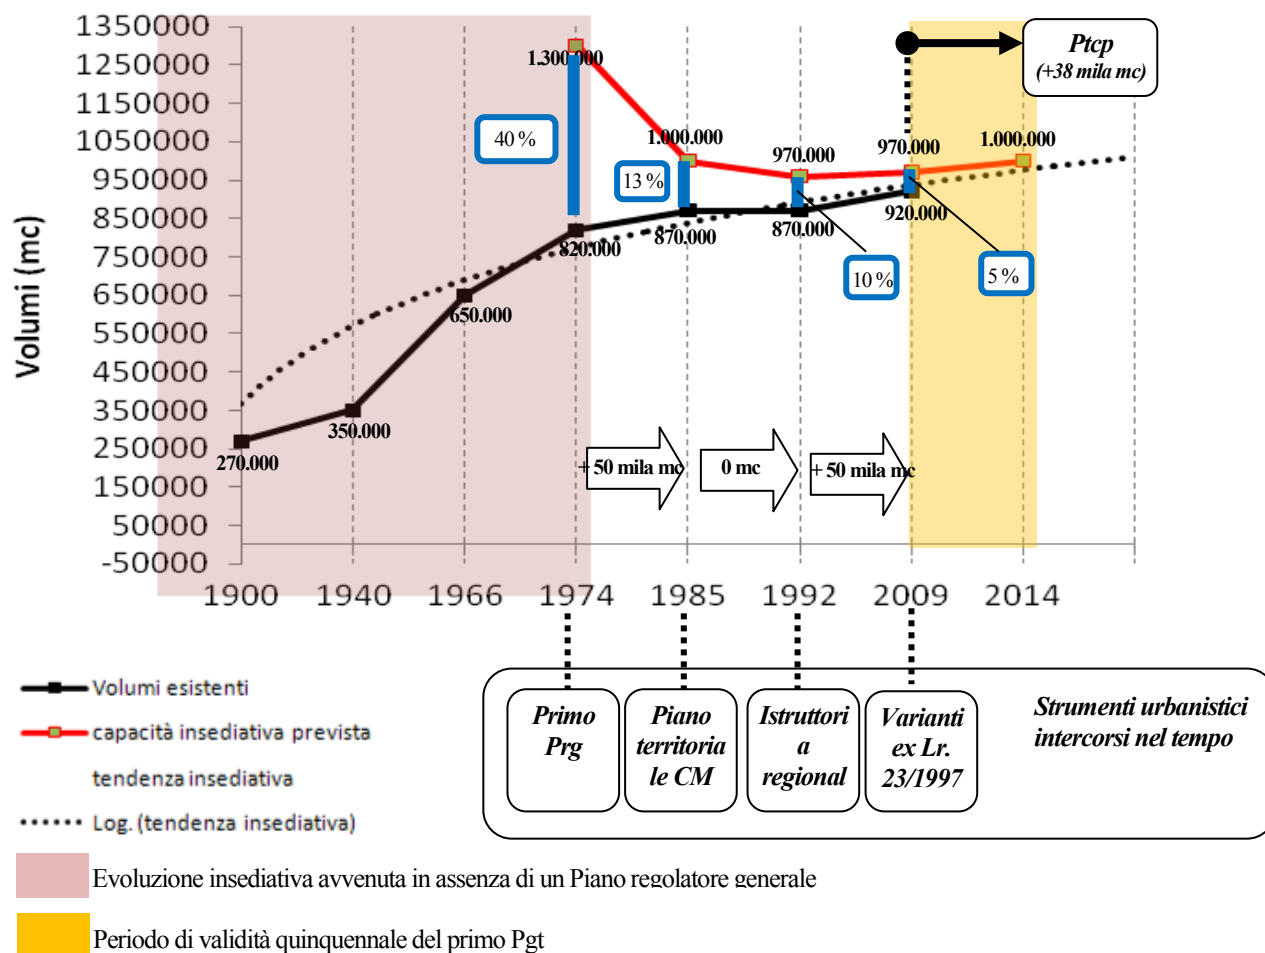 1350000
1250000
1150000
1050000
950000
850000
750000
650000
550000
450000
350000
250000
150000
50000
-50000
Volumi (mc)
1.300.000
1.000.000
970.000
970.000
1.000.000
Ptcp
(+38 mila mc)
40 %
13 %
10 %
5 %
270.000
350.000
650.000
820.000
870.000
870.000
920.000
+ 50 mila mc
0 mc
+ 50 mila mc
1900
1940
1966
1974
1985
1992
2009
2014
Volumi esistenti
capacità insediativa prevista
tendenza insediativa
Log. (tendenza insediativa)
Primo
Prg
Piano
territoria
le CM
Istruttori
a
regional
Varianti
ex Lr.
23/1997
Strumenti urbanistici
intercorsi nel tempo
Evoluzione insediativa avvenuta in assenza di un Piano regolatore generale
Periodo di validità quinquennale del primo Pgt